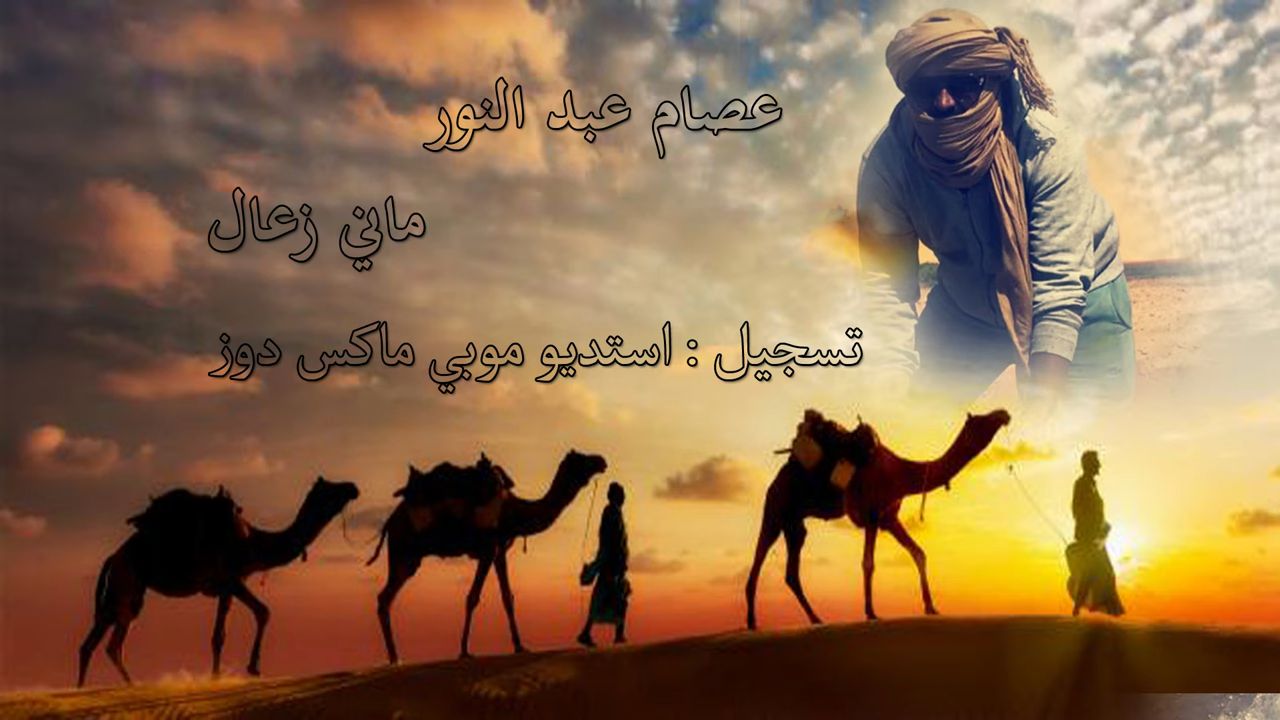 عصام عبد النور
ماني زعال
تسجيل : استديو موبي ماكس دوز